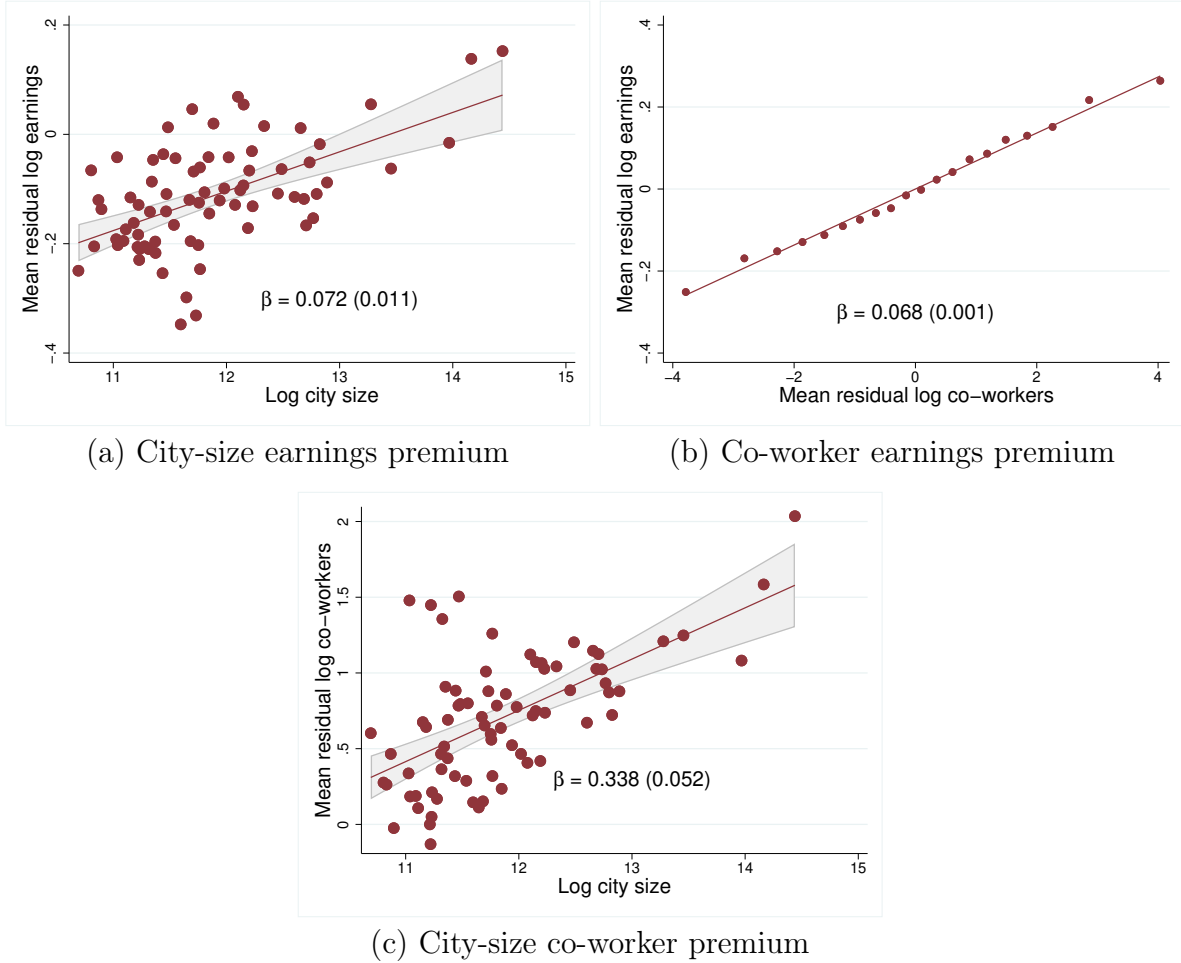 Mean residual log earnings
.2
0
-.2
-.4
β = 0.072 (0.011)
11 12 13 14 15
Log city size
(a) City-size earnings premium
Mean residual log earnings
.4
.2
0
-.2
-.4
β = 0.068 (0.001)
−4 −2 0 2 4
Mean residual log co−workers
(b) Co-worker earnings premium
Mean residual log co−workers
2
1.5
1
.5
0
β = 0.338 (0.052)
11 12 13 14 15
Log city size
(c) City-size co-worker premium